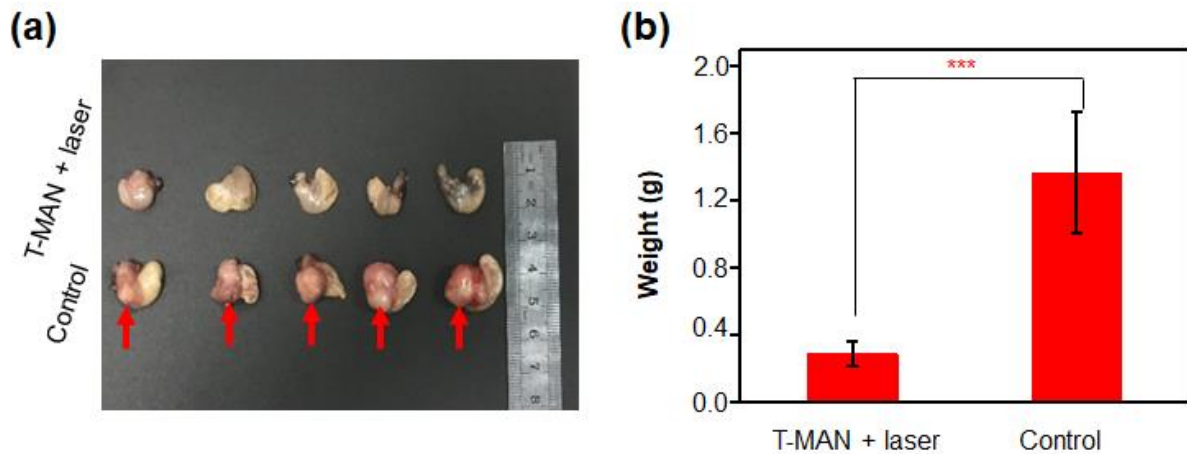 (a)
T-MAN + laser
Control
1
2
3
4
5
6
7
8
(b)
Weight (g)
2.0
1.6
1.2
0.8
0.4
0.0
***
T-MAN + laser
Control